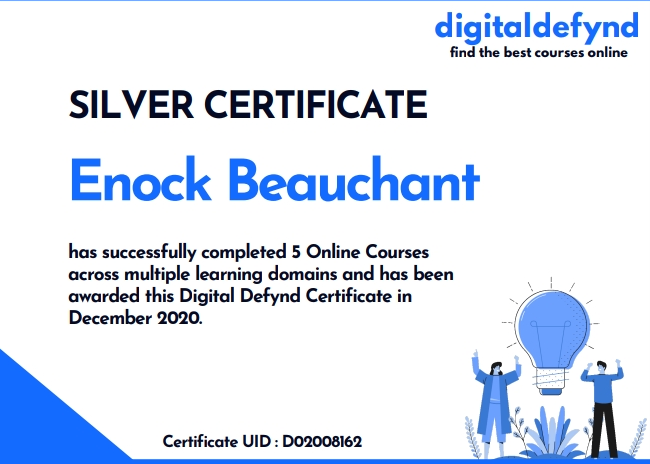 digitaldefynd
find the best courses online
SILVER CERTIFICATE
Enock Beauchant
has successfully completed 5 Online Courses
across multiple learning domains and has been
awarded this Digital Defynd Certificate in
December 2020.
Certificate UID : D02008162